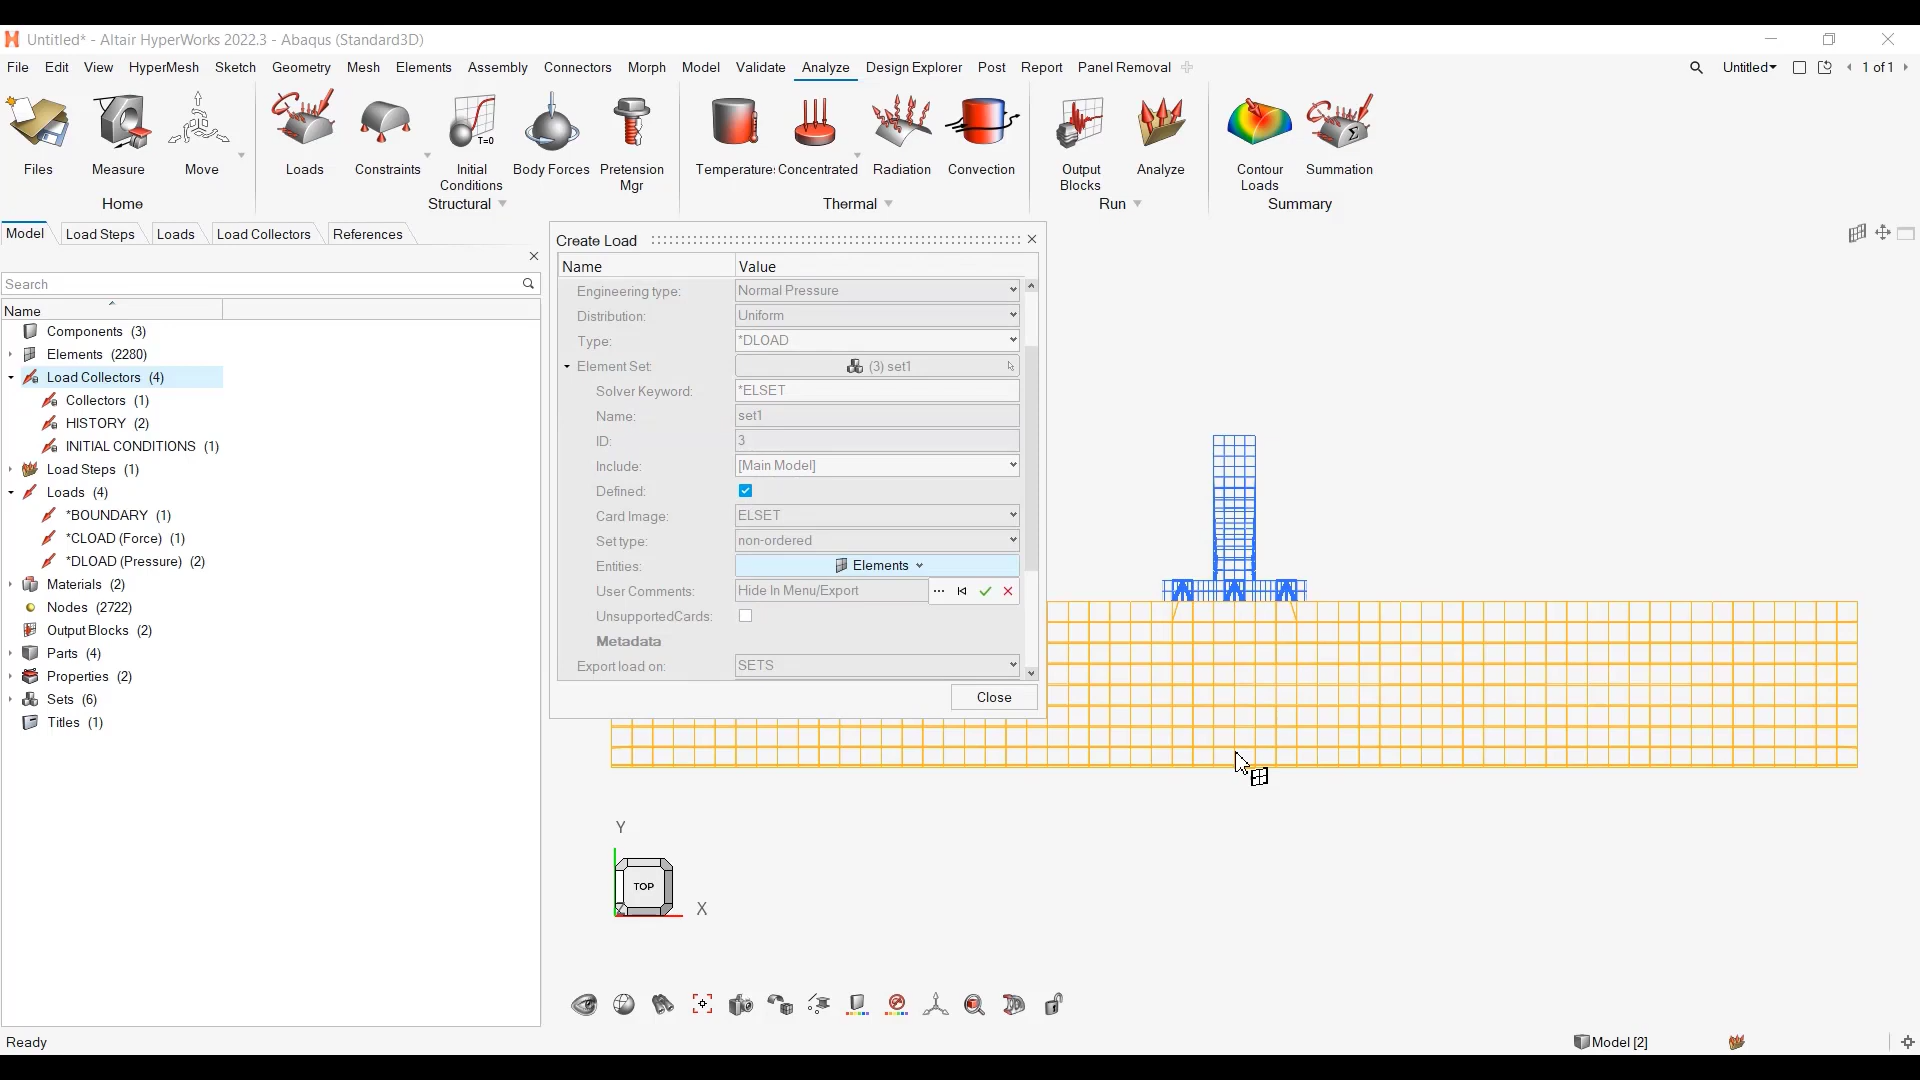 Untitled* - Altair HyperWorks 2022.3 - Abaqus (Standard3D)
File Edit View HyperMesh Sketch Geometry Mesh Elements Assembly Connectors Morph Model Validate Analyze Design Explorer Post Report Panel Removal Untitled 1 of 1
T=0
Files Measure Move Loads Constraints Initial Conditions Body Forces Pretension Mgr Temperature: Concentrated Radiation Convection Output Blocks Analyze Contour Loads Summation
Home Structural Thermal Run Summary
Model Load Steps Loads Load Collectors References
Search
Name
Components (3)
Elements (2280)
Load Collectors (4)
Collectors (1)
HISTORY (2)
INITIAL CONDITIONS (1)
Load Steps (1)
Loads (4)
*BOUNDARY (1)
*CLOAD (Force) (1)
*DLOAD (Pressure) (2)
Materials (2)
Nodes (2722)
Output Blocks (2)
Parts (4)
Properties (2)
Sets (6)
Titles (1)
Create Load
Name Value
Engineering type: Normal Pressure
Distribution: Uniform
Type: *DLOAD
Element Set: (3) set1
Solver Keyword: *ELSET
Name: set1
ID: 3
Include: [Main Model]
Defined:
Card Image: ELSET
Set type: non-ordered
Entities: Elements
User Comments: Hide In Menu/Export
UnsupportedCards:
Metadata
Export load on: SETS
Close
Y
TOP
X
Ready Model [2]